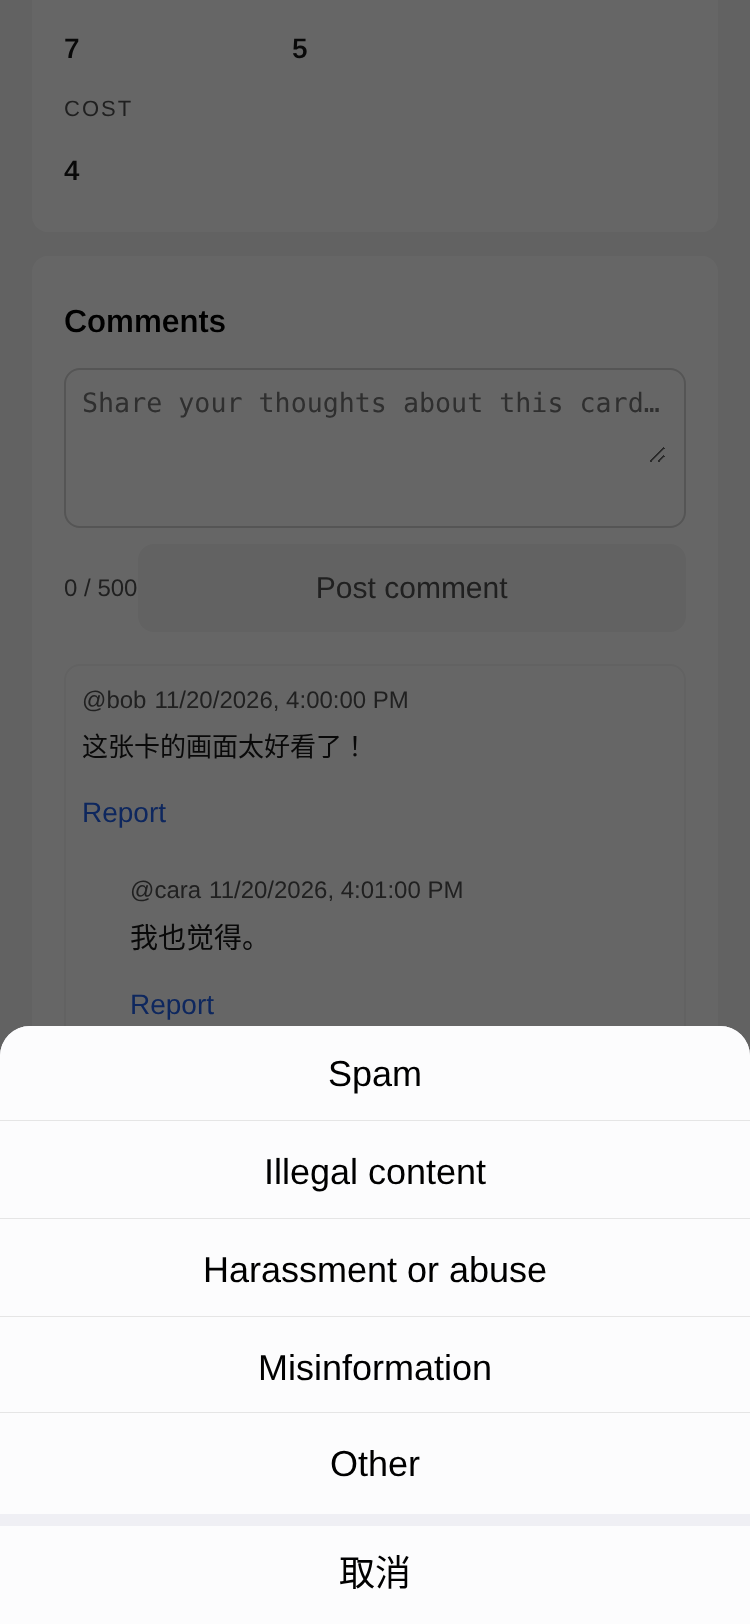 7 5
COST
4
Comments
Share your thoughts about this card…
0 / 500 Post comment
@bob 11/20/2026, 4:00:00 PM
这张卡的画面太好看了！
Report
@cara 11/20/2026, 4:01:00 PM
我也觉得。
Report
Spam
Illegal content
Harassment or abuse
Misinformation
Other
取消